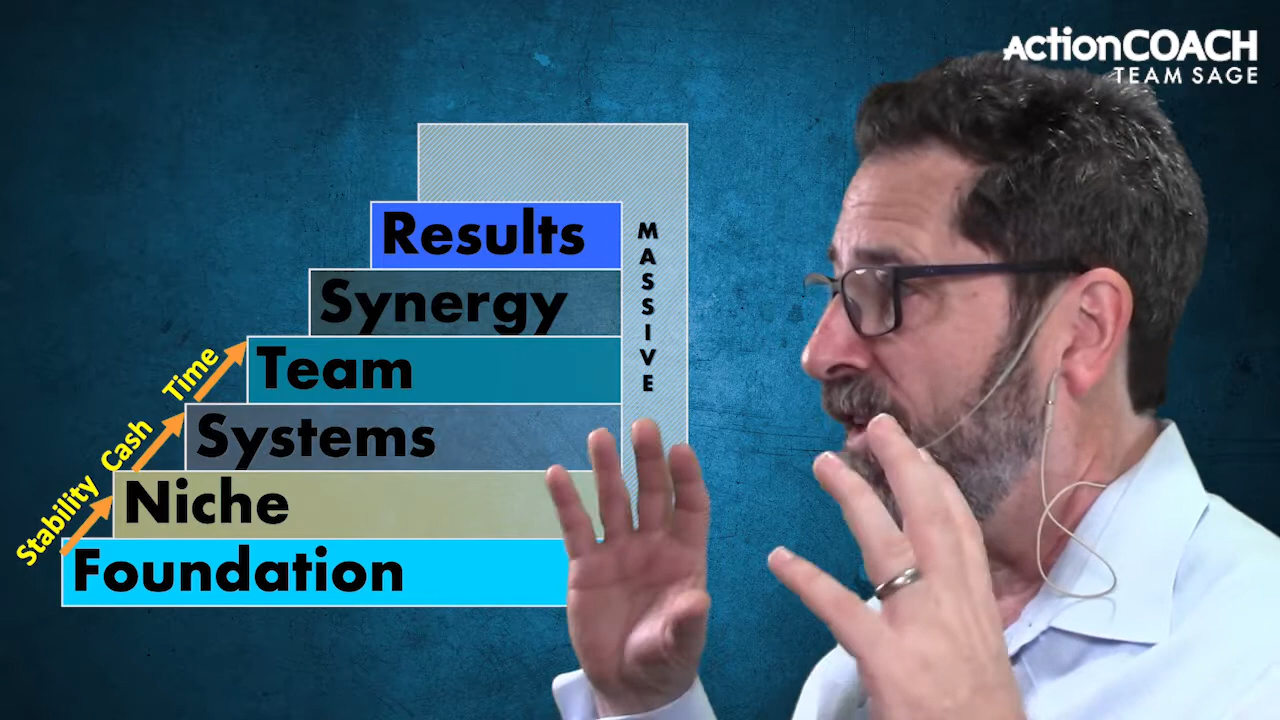 ActionCOACH
TEAM SAGE
Results
Synergy
Team
Systems
Niche
Foundation
MASSIVE
Time
Cash
Stability